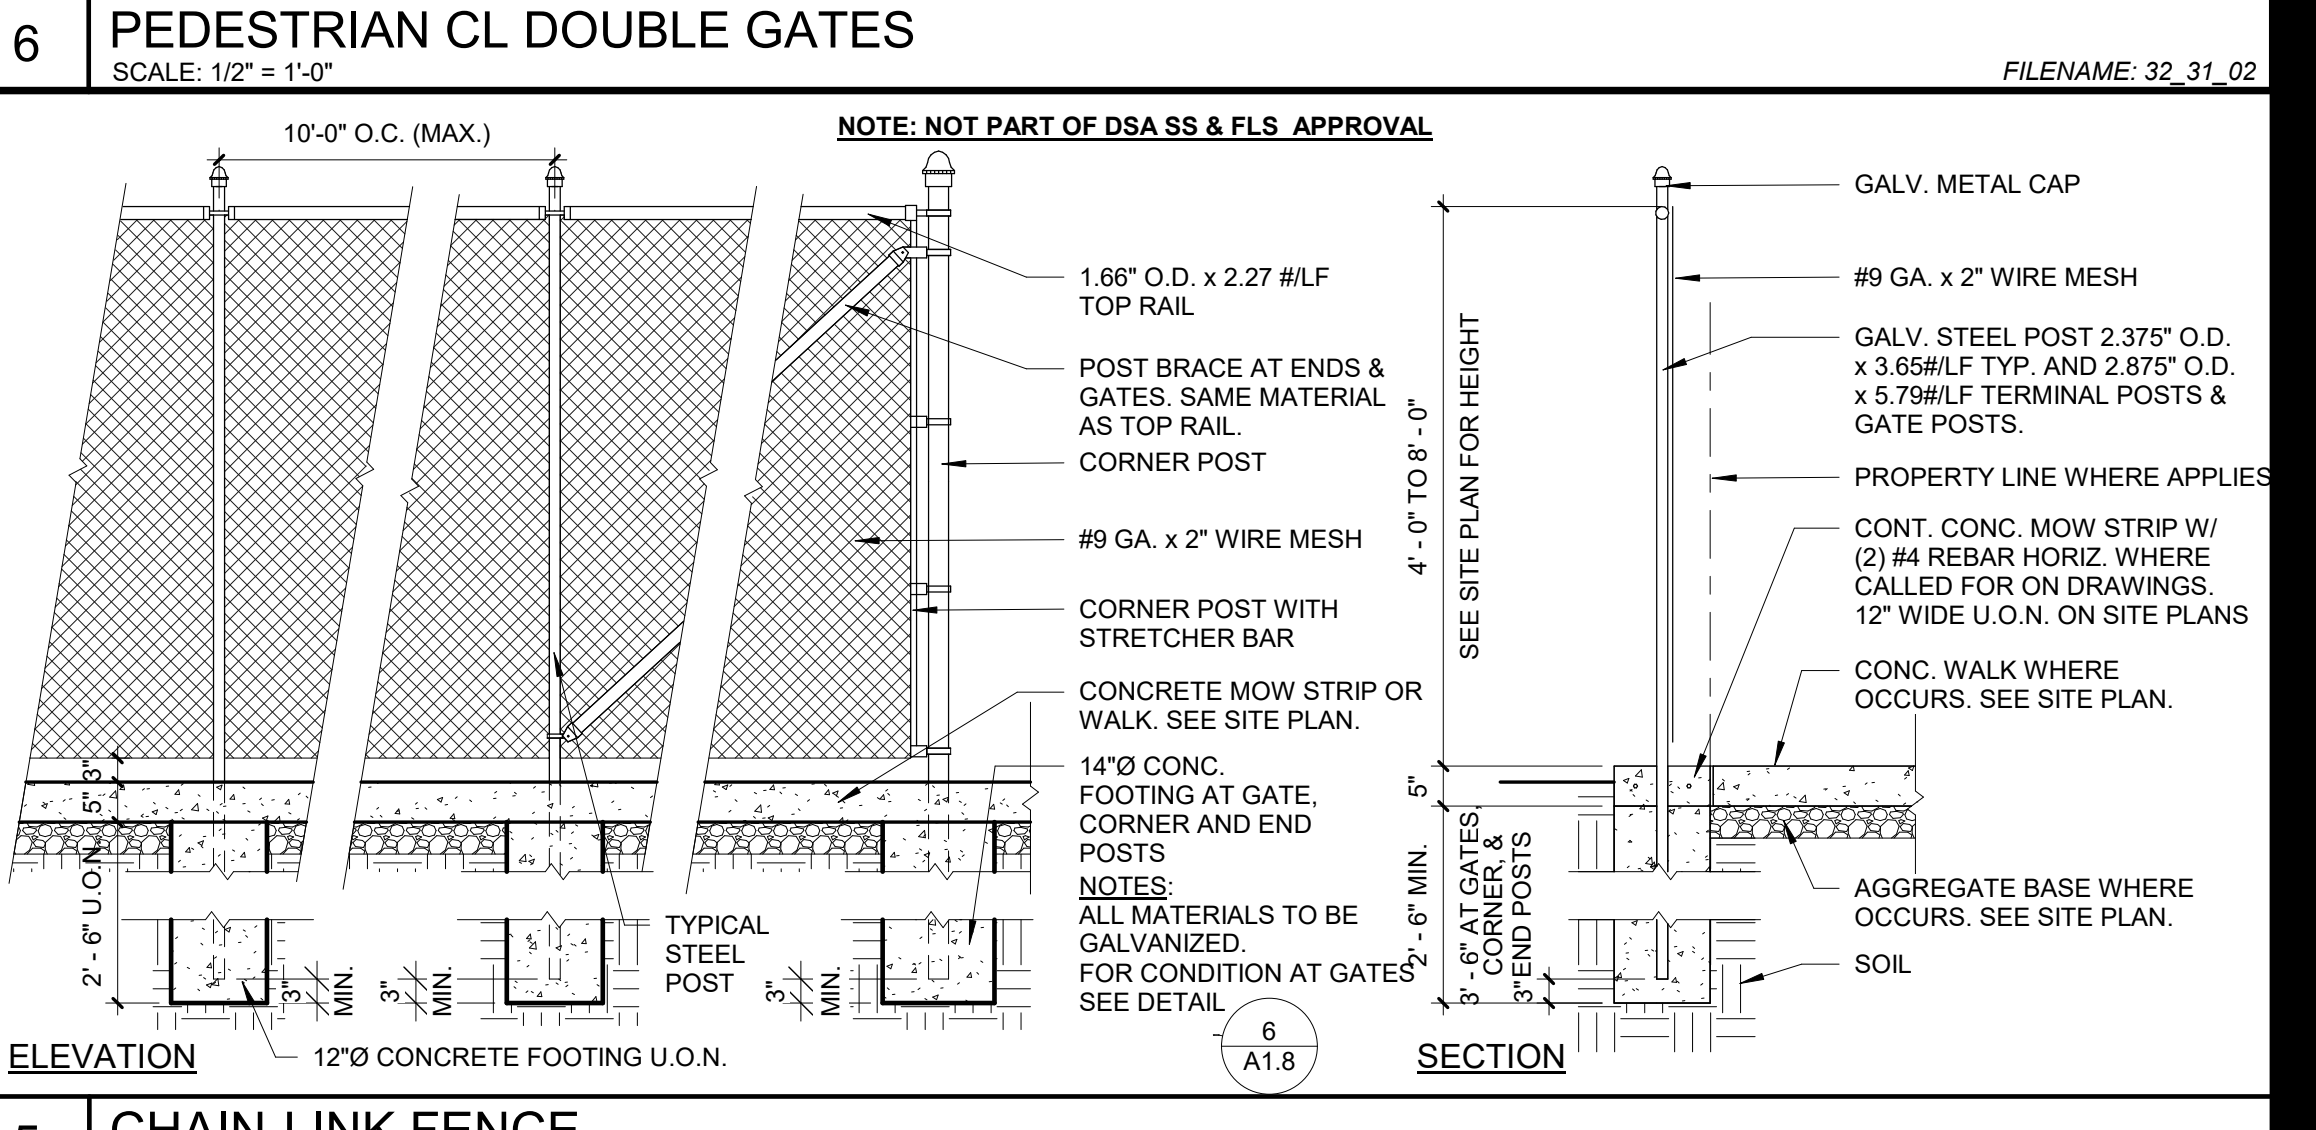 6
PEDESTRIAN CL DOUBLE GATES
SCALE: 1/2" = 1'-0"
FILENAME: 32_31_02
NOTE: NOT PART OF DSA SS & FLS APPROVAL
10'-0" O.C. (MAX.)
1.66" O.D. x 2.27 #/LF
TOP RAIL
POST BRACE AT ENDS &
GATES. SAME MATERIAL
AS TOP RAIL.
CORNER POST
#9 GA. x 2" WIRE MESH
CORNER POST WITH
STRETCHER BAR
CONCRETE MOW STRIP OR
WALK. SEE SITE PLAN.
14"Ø CONC.
FOOTING AT GATE,
CORNER AND END
POSTS
NOTES:
ALL MATERIALS TO BE
GALVANIZED.
FOR CONDITION AT GATES
SEE DETAIL
6
A1.8
3"
5"
2' - 6" U.O.N.
3"
MIN.
3"
MIN.
3"
MIN.
TYPICAL
STEEL
POST
12"Ø CONCRETE FOOTING U.O.N.
ELEVATION
4' - 0" TO 8' - 0"
SEE SITE PLAN FOR HEIGHT
5"
2' - 6" MIN.
3' - 6" AT GATES,
CORNER, &
END POSTS
3"
GALV. METAL CAP
#9 GA. x 2" WIRE MESH
GALV. STEEL POST 2.375" O.D.
x 3.65#/LF TYP. AND 2.875" O.D.
x 5.79#/LF TERMINAL POSTS &
GATE POSTS.
PROPERTY LINE WHERE APPLIES
CONT. CONC. MOW STRIP W/
(2) #4 REBAR HORIZ. WHERE
CALLED FOR ON DRAWINGS.
12" WIDE U.O.N. ON SITE PLANS
CONC. WALK WHERE
OCCURS. SEE SITE PLAN.
AGGREGATE BASE WHERE
OCCURS. SEE SITE PLAN.
SOIL
SECTION
CHAIN LINK FENCE